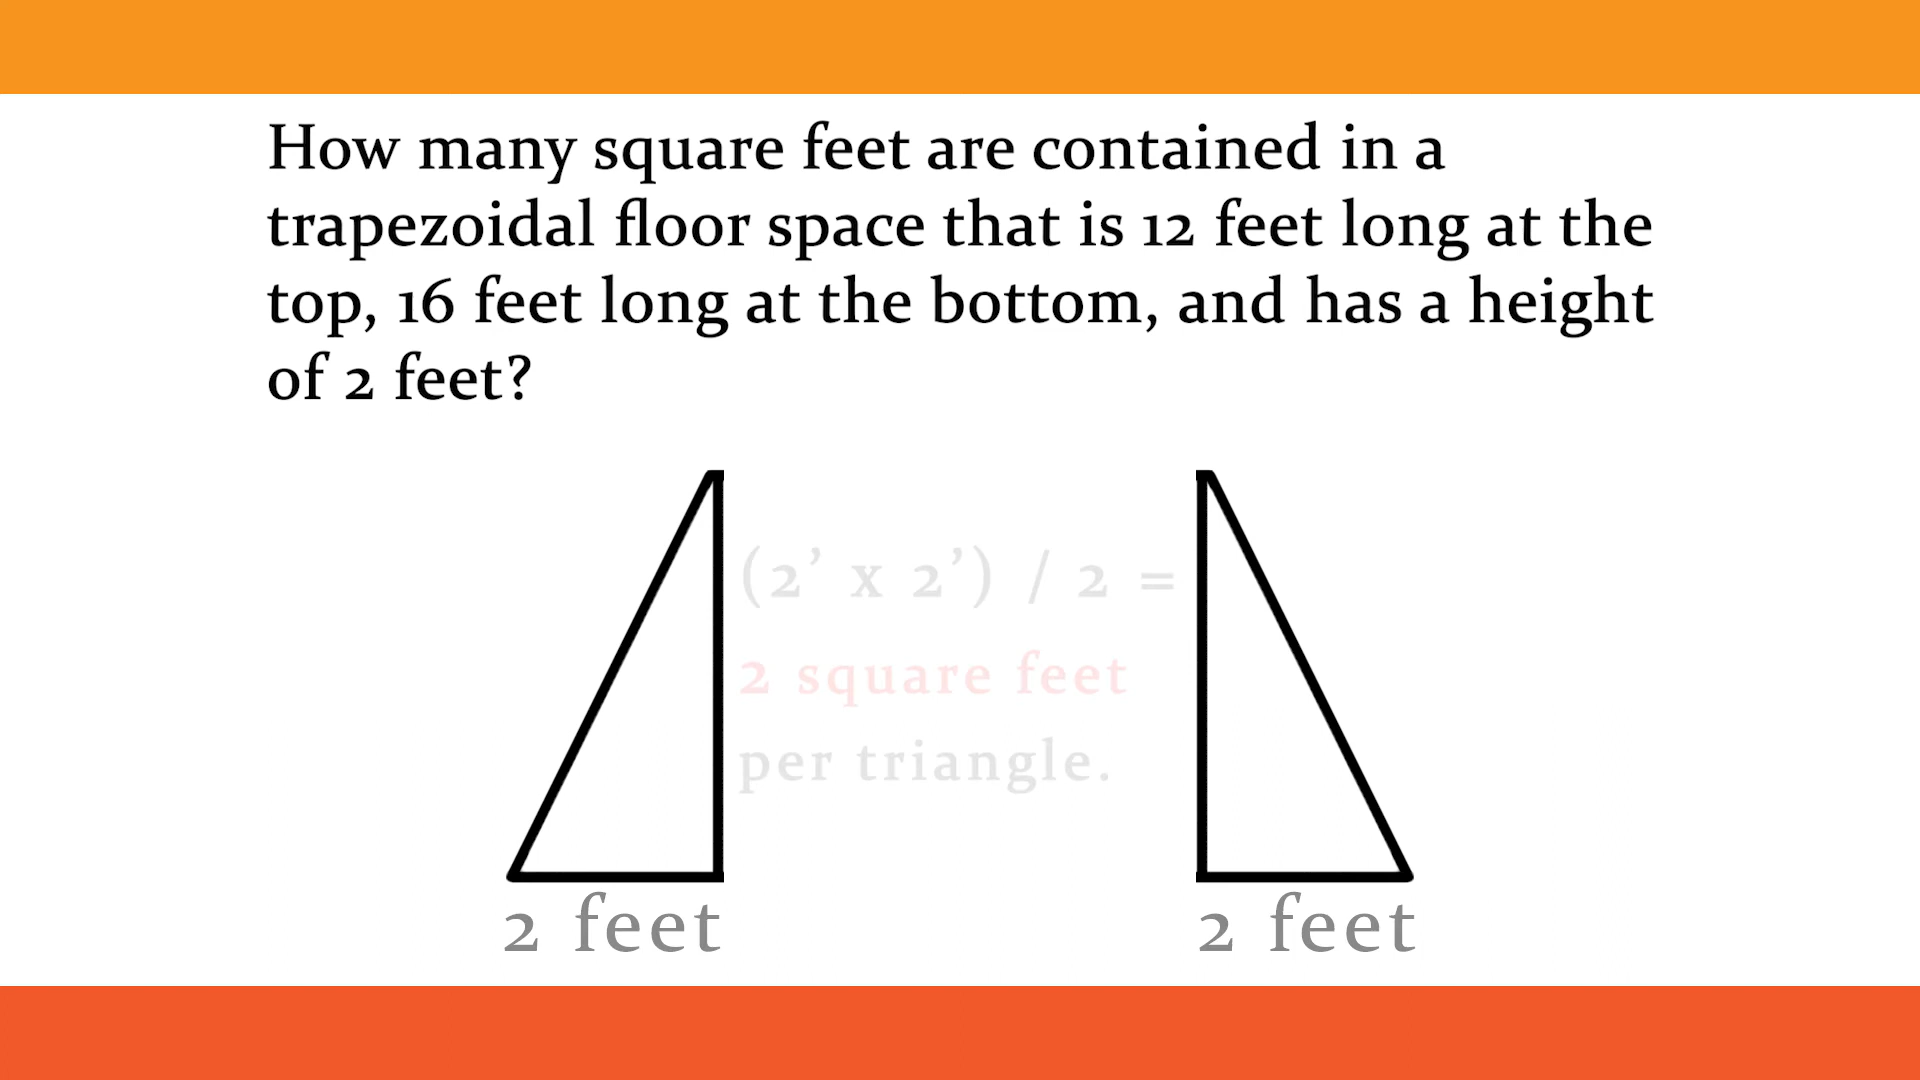 How many square feet are contained in a
trapezoidal floor space that is 12 feet long at the
top, 16 feet long at the bottom, and has a height
of 2 feet?
(2’ x 2’) / 2 =
2 square feet
per triangle.
2 feet
2 feet